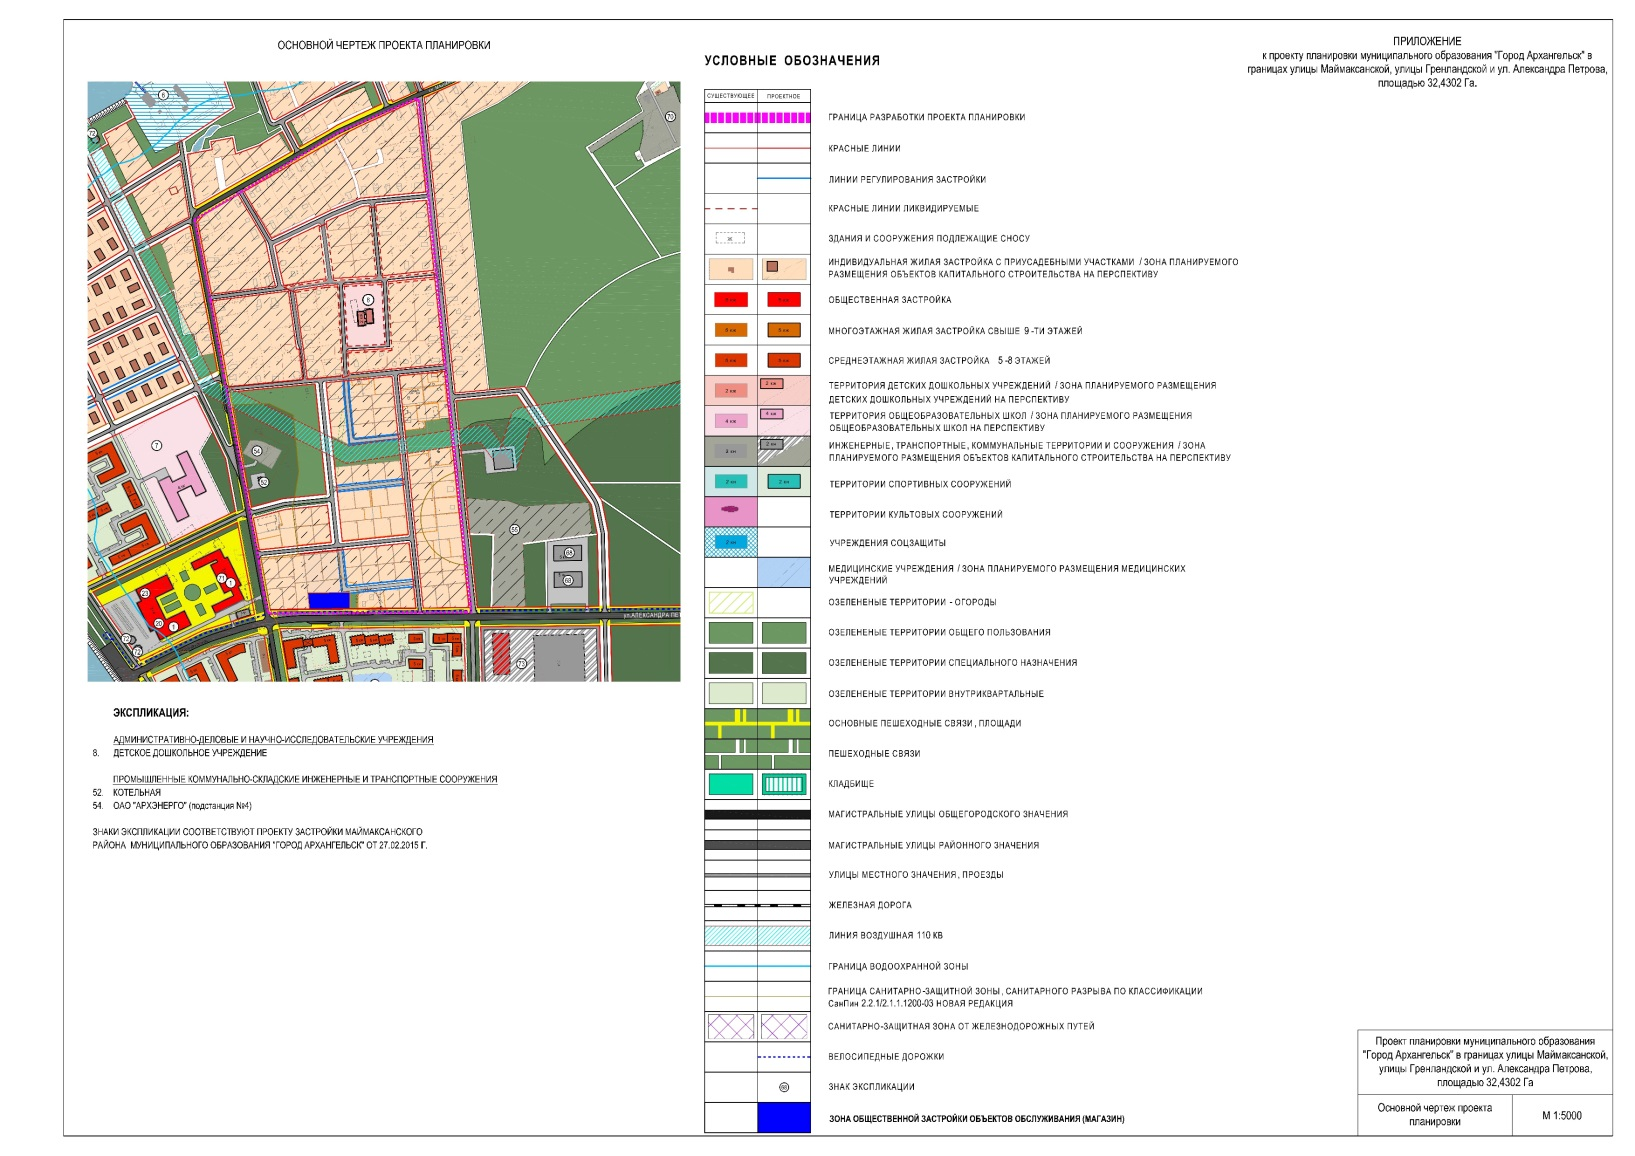 ОСНОВНОЙ ЧЕРТЕЖ ПРОЕКТА ПЛАНИРОВКИ
ПРИЛОЖЕНИЕ
к проекту планировки муниципального образования "Город Архангельск" в
границах улицы Маймаксанской, улицы Гренландской и ул. Александра Петрова,
площадью 32,4302 Га.
УСЛОВНЫЕ ОБОЗНАЧЕНИЯ
СУЩЕСТВУЮЩЕЕ ПРОЕКТНОЕ
ГРАНИЦА РАЗРАБОТКИ ПРОЕКТА ПЛАНИРОВКИ
КРАСНЫЕ ЛИНИИ
ЛИНИИ РЕГУЛИРОВАНИЯ ЗАСТРОЙКИ
КРАСНЫЕ ЛИНИИ ЛИКВИДИРУЕМЫЕ
ЗДАНИЯ И СООРУЖЕНИЯ ПОДЛЕЖАЩИЕ СНОСУ
ИНДИВИДУАЛЬНАЯ ЖИЛАЯ ЗАСТРОЙКА С ПРИУСАДЕБНЫМИ УЧАСТКАМИ / ЗОНА ПЛАНИРУЕМОГО
РАЗМЕЩЕНИЯ ОБЪЕКТОВ КАПИТАЛЬНОГО СТРОИТЕЛЬСТВА НА ПЕРСПЕКТИВУ
ОБЩЕСТВЕННАЯ ЗАСТРОЙКА
МНОГОЭТАЖНАЯ ЖИЛАЯ ЗАСТРОЙКА СВЫШЕ 9-ТИ ЭТАЖЕЙ
СРЕДНЕЭТАЖНАЯ ЖИЛАЯ ЗАСТРОЙКА 5-8 ЭТАЖЕЙ
ТЕРРИТОРИЯ ДЕТСКИХ ДОШКОЛЬНЫХ УЧРЕЖДЕНИЙ / ЗОНА ПЛАНИРУЕМОГО РАЗМЕЩЕНИЯ
ДЕТСКИХ ДОШКОЛЬНЫХ УЧРЕЖДЕНИЙ НА ПЕРСПЕКТИВУ
ТЕРРИТОРИЯ ОБЩЕОБРАЗОВАТЕЛЬНЫХ ШКОЛ / ЗОНА ПЛАНИРУЕМОГО РАЗМЕЩЕНИЯ
ОБЩЕОБРАЗОВАТЕЛЬНЫХ ШКОЛ НА ПЕРСПЕКТИВУ
ИНЖЕНЕРНЫЕ, ТРАНСПОРТНЫЕ, КОММУНАЛЬНЫЕ ТЕРРИТОРИИ И СООРУЖЕНИЯ / ЗОНА
ПЛАНИРУЕМОГО РАЗМЕЩЕНИЯ ОБЪЕКТОВ КАПИТАЛЬНОГО СТРОИТЕЛЬСТВА НА ПЕРСПЕКТИВУ
ТЕРРИТОРИИ СПОРТИВНЫХ СООРУЖЕНИЙ
ТЕРРИТОРИИ КУЛЬТОВЫХ СООРУЖЕНИЙ
УЧРЕЖДЕНИЯ СОЦЗАЩИТЫ
МЕДИЦИНСКИЕ УЧРЕЖДЕНИЯ / ЗОНА ПЛАНИРУЕМОГО РАЗМЕЩЕНИЯ МЕДИЦИНСКИХ
УЧРЕЖДЕНИЙ
ОЗЕЛЕНЕНЫЕ ТЕРРИТОРИИ - ОГОРОДЫ
ОЗЕЛЕНЕНЫЕ ТЕРРИТОРИИ ОБЩЕГО ПОЛЬЗОВАНИЯ
ОЗЕЛЕНЕНЫЕ ТЕРРИТОРИИ СПЕЦИАЛЬНОГО НАЗНАЧЕНИЯ
ОЗЕЛЕНЕНЫЕ ТЕРРИТОРИИ ВНУТРИКВАРТАЛЬНЫЕ
ОСНОВНЫЕ ПЕШЕХОДНЫЕ СВЯЗИ, ПЛОЩАДИ
ПЕШЕХОДНЫЕ СВЯЗИ
КЛАДБИЩЕ
МАГИСТРАЛЬНЫЕ УЛИЦЫ ОБЩЕГОРОДСКОГО ЗНАЧЕНИЯ
МАГИСТРАЛЬНЫЕ УЛИЦЫ РАЙОННОГО ЗНАЧЕНИЯ
УЛИЦЫ МЕСТНОГО ЗНАЧЕНИЯ, ПРОЕЗДЫ
ЖЕЛЕЗНАЯ ДОРОГА
ЛИНИЯ ВОЗДУШНАЯ 110 КВ
ГРАНИЦА ВОДООХРАННОЙ ЗОНЫ
ГРАНИЦА САНИТАРНО-ЗАЩИТНОЙ ЗОНЫ, САНИТАРНОГО РАЗРЫВА ПО КЛАССИФИКАЦИИ
СанПин 2.2.1/2.1.1.1200-03 НОВАЯ РЕДАКЦИЯ
САНИТАРНО-ЗАЩИТНАЯ ЗОНА ОТ ЖЕЛЕЗНОДОРОЖНЫХ ПУТЕЙ
ВЕЛОСИПЕДНЫЕ ДОРОЖКИ
ЗНАК ЭКСПЛИКАЦИИ
ЗОНА ОБЩЕСТВЕННОЙ ЗАСТРОЙКИ ОБЪЕКТОВ ОБСЛУЖИВАНИЯ (МАГАЗИН)
ЭКСПЛИКАЦИЯ:
АДМИНИСТРАТИВНО-ДЕЛОВЫЕ И НАУЧНО-ИССЛЕДОВАТЕЛЬСКИЕ УЧРЕЖДЕНИЯ
8. ДЕТСКОЕ ДОШКОЛЬНОЕ УЧРЕЖДЕНИЕ
ПРОМЫШЛЕННЫЕ КОММУНАЛЬНО-СКЛАДСКИЕ ИНЖЕНЕРНЫЕ И ТРАНСПОРТНЫЕ СООРУЖЕНИЯ
52. КОТЕЛЬНАЯ
54. ОАО "АРХЭНЕРГО" (подстанция №4)
ЗНАКИ ЭКСПЛИКАЦИИ СООТВЕТСТВУЮТ ПРОЕКТУ ЗАСТРОЙКИ МАЙМАКСАНСКОГО
РАЙОНА МУНИЦИПАЛЬНОГО ОБРАЗОВАНИЯ "ГОРОД АРХАНГЕЛЬСК" ОТ 27.02.2015 Г.
Проект планировки муниципального образования
"Город Архангельск" в границах улицы Маймаксанской,
улицы Гренландской и ул. Александра Петрова,
площадью 32,4302 Га
Основной чертеж проекта
планировки
М 1:5000